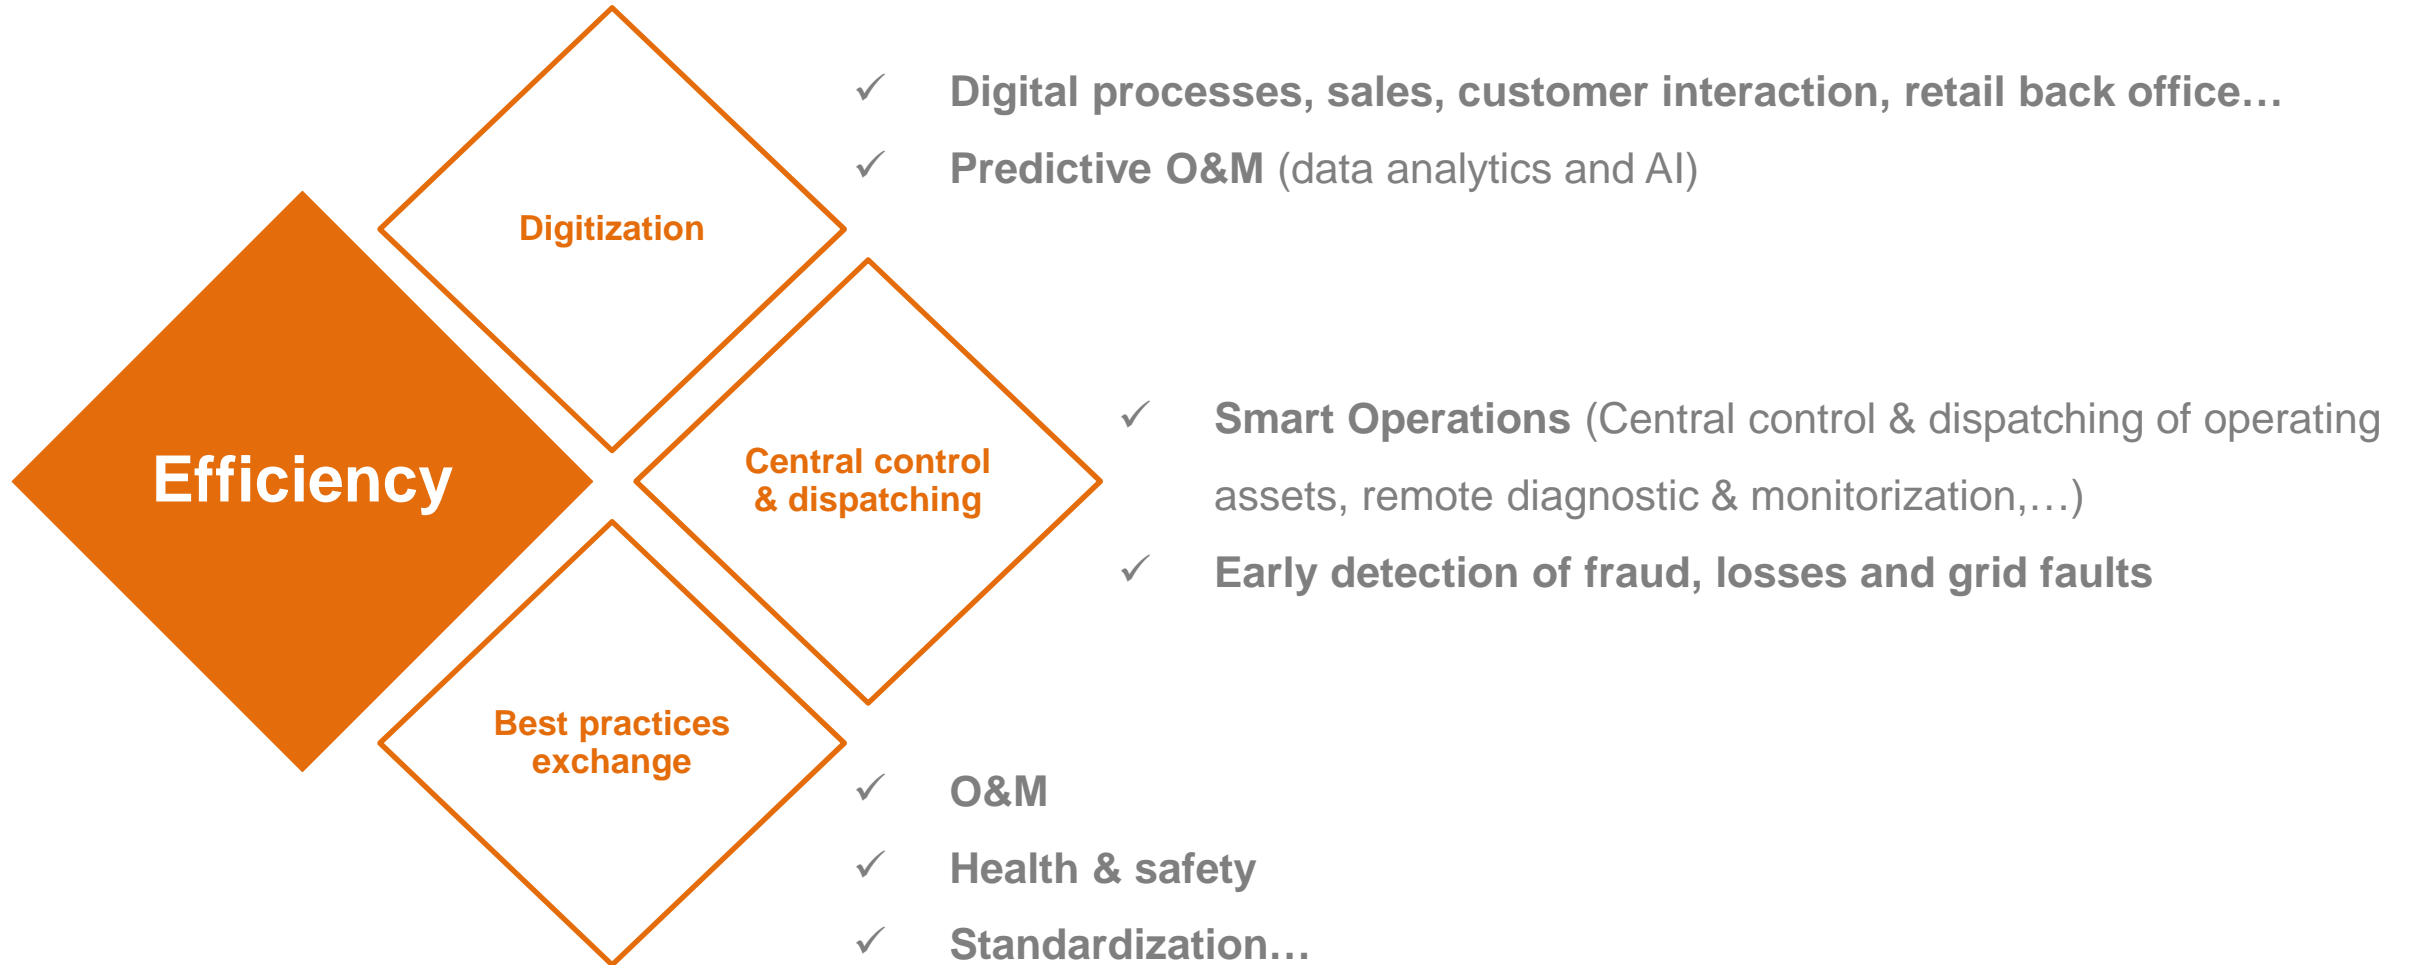 Efficiency
Digitization
✓ Digital processes, sales, customer interaction, retail back office…
✓ Predictive O&M (data analytics and AI)
Central control
& dispatching
✓ Smart Operations (Central control & dispatching of operating
assets, remote diagnostic & monitorization,…)
✓ Early detection of fraud, losses and grid faults
Best practices
exchange
✓ O&M
✓ Health & safety
✓ Standardization…